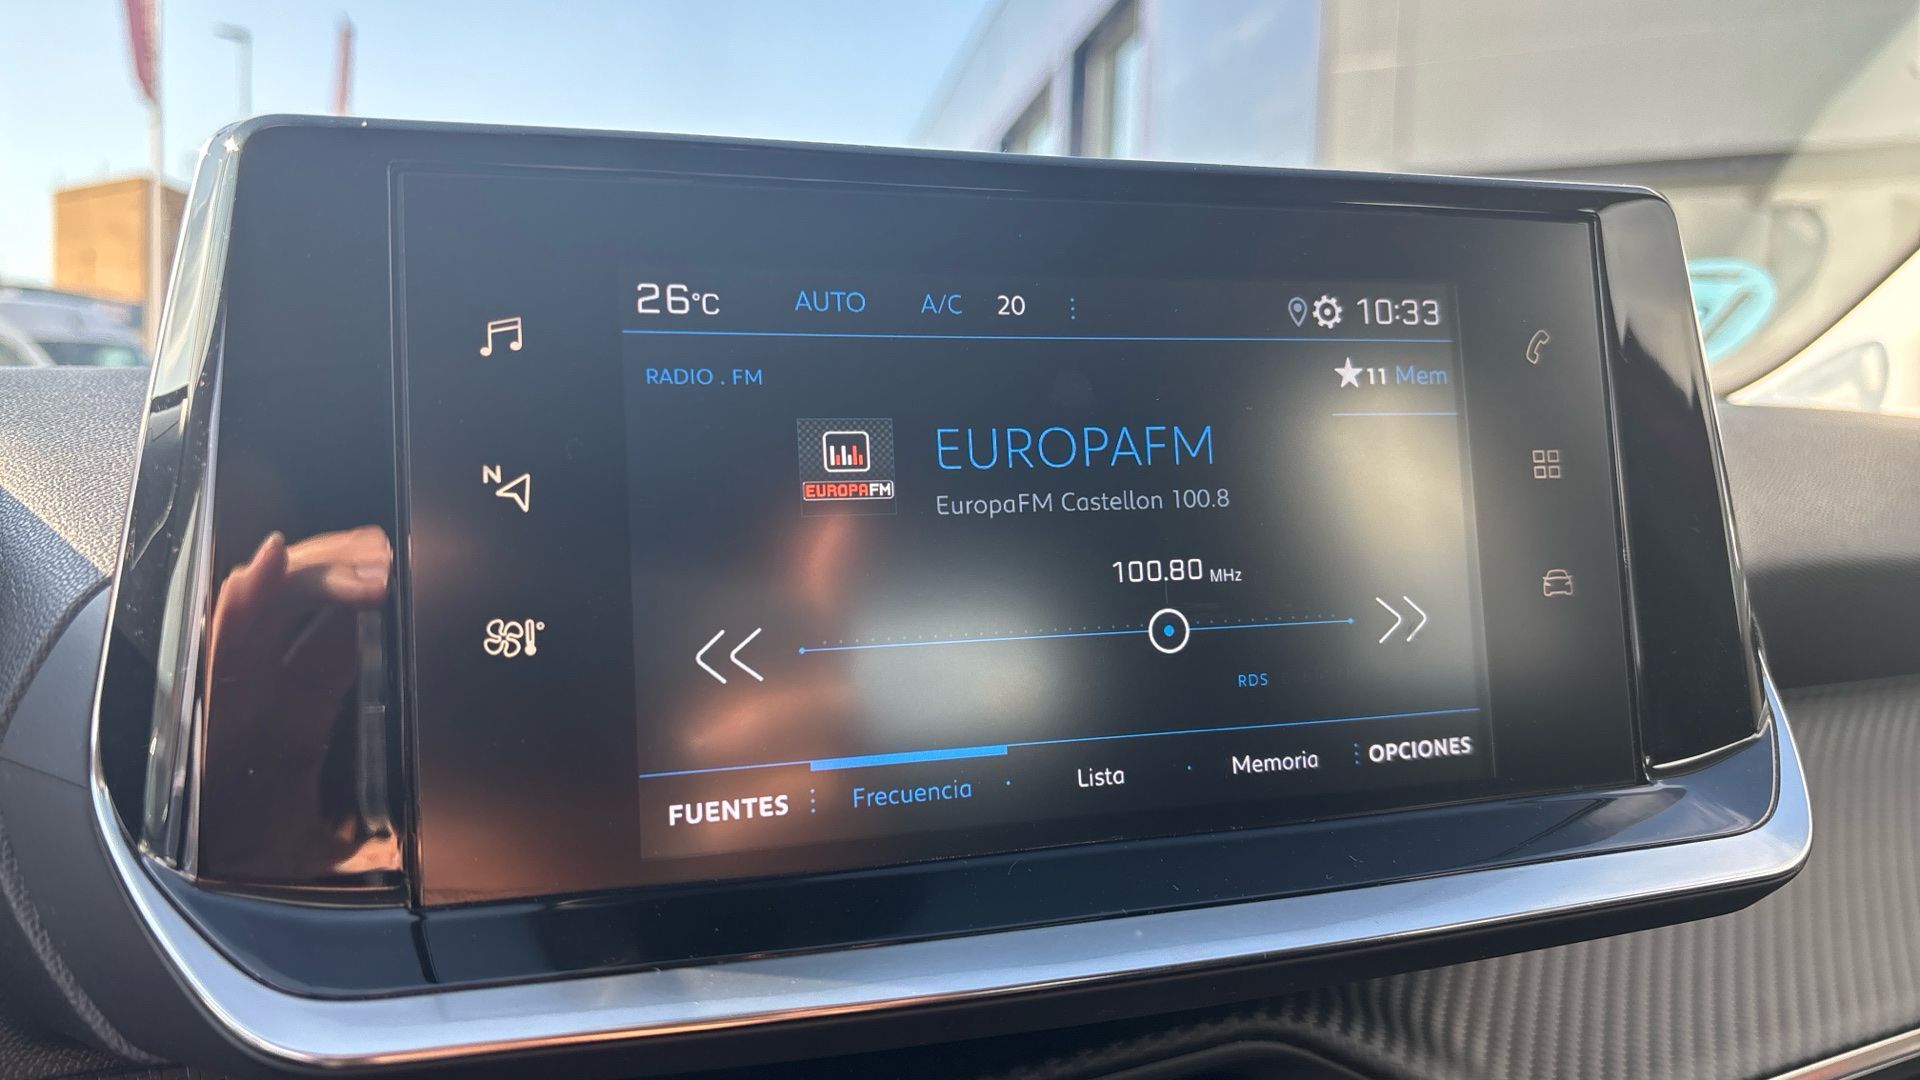 26°C AUTO A/C 20 10:33
RADIO . FM
11 Mem
EUROPAFM
EUROPAFM
EuropaFM Castellon 100.8
100.80 MHz
N
RDS
FUENTES Frecuencia Lista Memoria OPCIONES